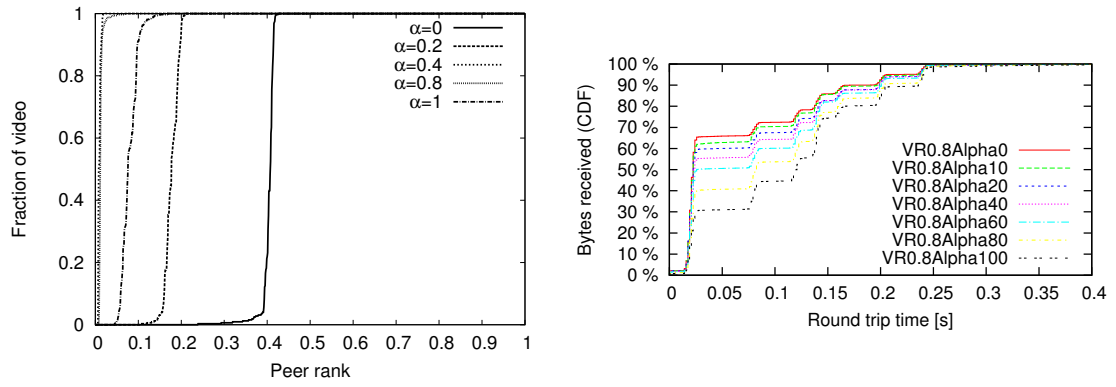 Fraction of video
1
0.8
0.6
0.4
0.2
0
0 0.1 0.2 0.3 0.4 0.5 0.6 0.7 0.8 0.9 1
Peer rank
α=0
α=0.2
α=0.4
α=0.8
α=1
Bytes received (CDF)
100 %
90 %
80 %
70 %
60 %
50 %
40 %
30 %
20 %
10 %
0 %
0 0.05 0.1 0.15 0.2 0.25 0.3 0.35 0.4
Round trip time [s]
VR0.8Alpha0
VR0.8Alpha10
VR0.8Alpha20
VR0.8Alpha40
VR0.8Alpha60
VR0.8Alpha80
VR0.8Alpha100